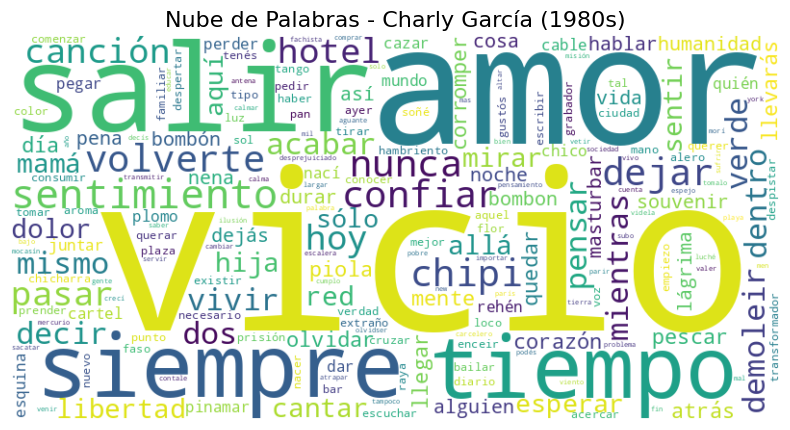 Nube de Palabras - Charly García (1980s)
vicio
salir
amor
siempre
tiempo
canción
hotel
sentimiento
volverte
acabar
nunca
confiar
mirar
dejar
verde
dentro
demoleir
mientras
pensar
sentir
corromper
llevarás
humanidad
hablar
cable
cosa
cazar
mundo
perder
comenzar
pegar
color
día
pena
bombón
mamá
nena
consumir
tomar
aroma
plomo
dolor
juntar
mismo
chicharra
pasar
prender
cartel
decir
vivir
hija
dejás
querar
plaza
existir
necesario
dos
punto
faso
prisión
olvidar
cruzar
extraño
verdad
red
piola
mente
rehén
chipi
allá
hoy
sólo
durar
nací
conocer
noche
chico
bombon
souvenir
masturbar
quedar
mejor
aquel
flor
loco
enceir
corazón
pescar
llegar
bailar
diario
alguien
esperar
acercar
atrás
libertad
pinamar
cantar
escuchar
esquina
nuevo
venir
nacer
dar
atrapar
bar
raya
tampoco
contale
sacatar
mercurio
servir
cambiar
escalera
importar
pobre
tierra
voz
parir
subo
lágrima
empiezo
luché
valer
transformador
despistar
querer
alero
mano
hambriento
grabador
escribir
gustós
bien
altar
tal
vida
ciudad
quién
misión
york
soñé
así
ayer
pan
pedir
haber
tango
tenés
fachista
comprar
aguante
antena
tipo
calmar
luz
sol
tirar
mil
aquí
familiar
despertar
desprejuiciado
calma
largar
palabra
transmitir
ilusión
saber
mocasín
gente
crecí
new
podés
problema
carcelero
sociedad
vivo
cuenta
espejo
videla
tomalo
pensamiento
vetir
fin